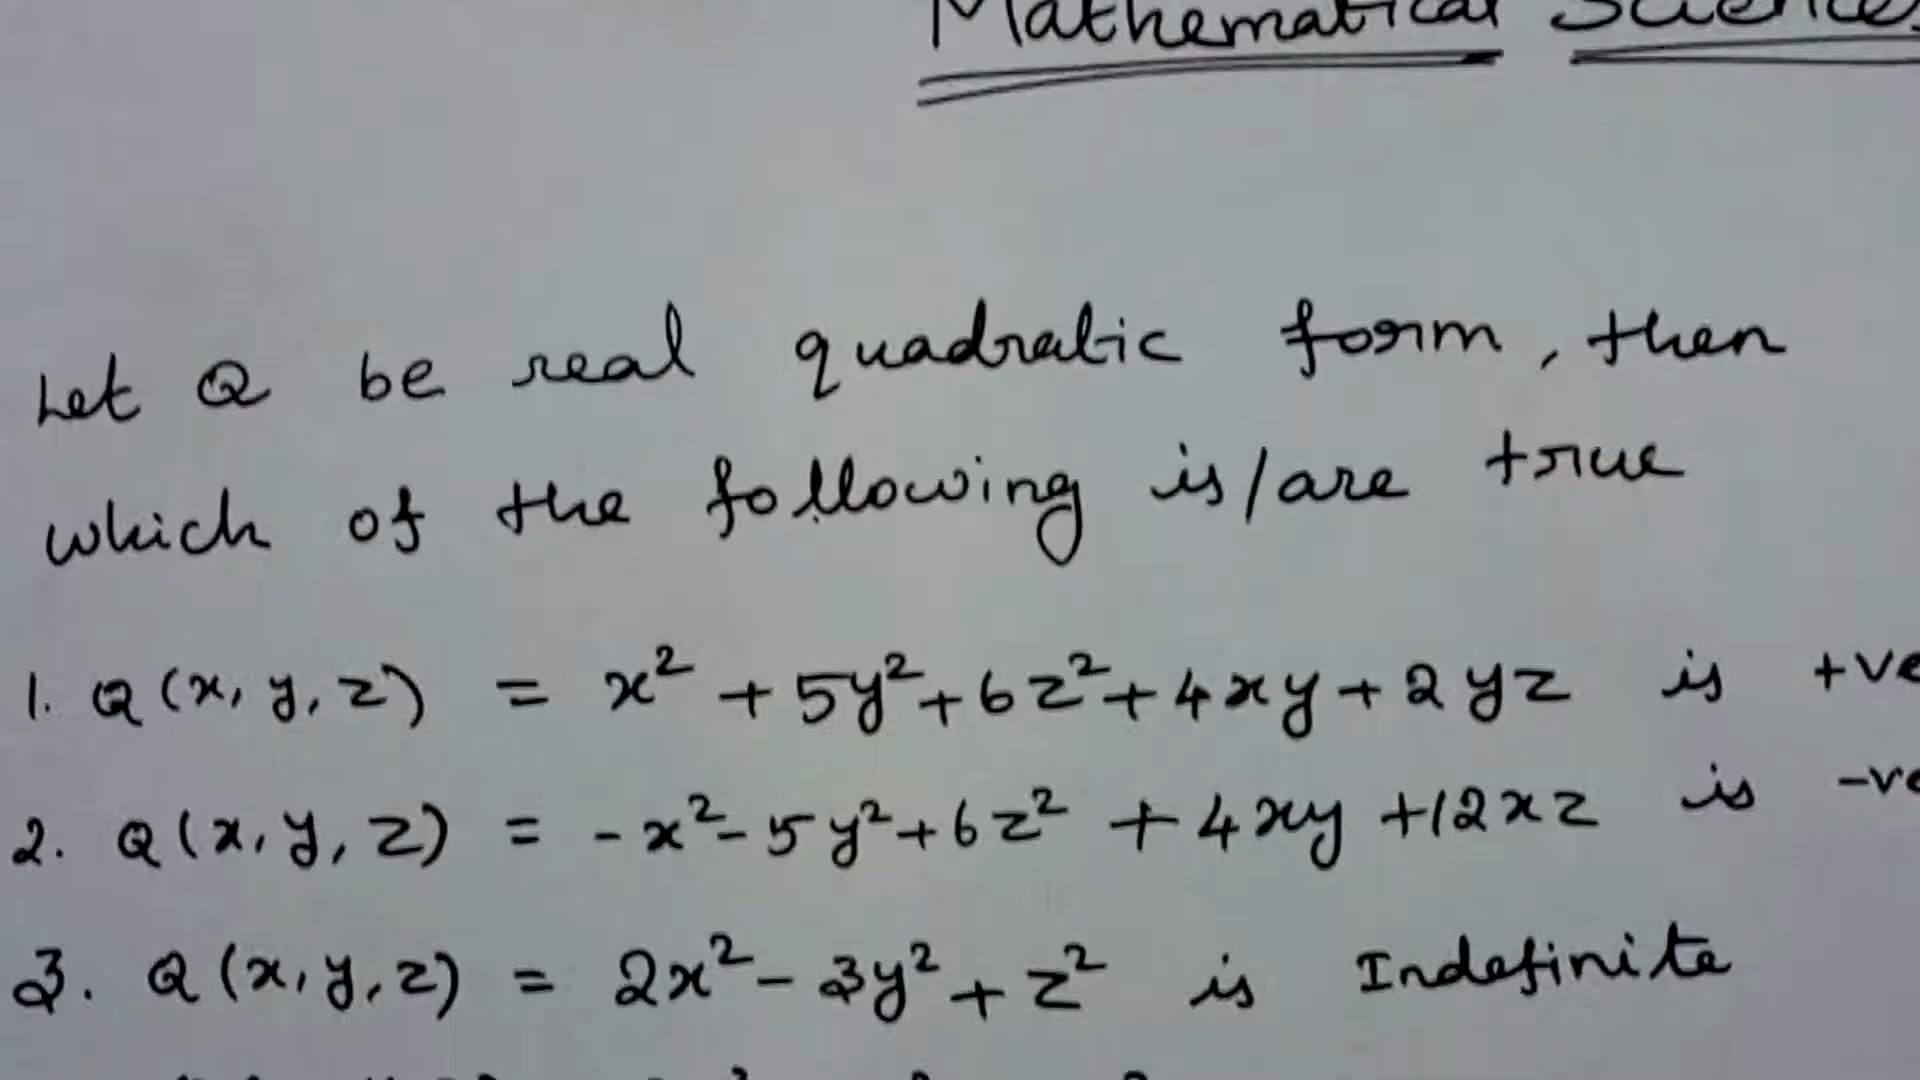 Mathematical Sciences
Let Q be real quadratic form, then
which of the following is/are true
1. Q(x, y, z) = x² + 5y² + 6z² + 4xy + 2yz is +ve
2. Q(x, y, z) = -x² - 5y² + 6z² + 4xy + 12xz is -ve
3. Q(x, y, z) = 2x² - 3y² + z² is Indefinite